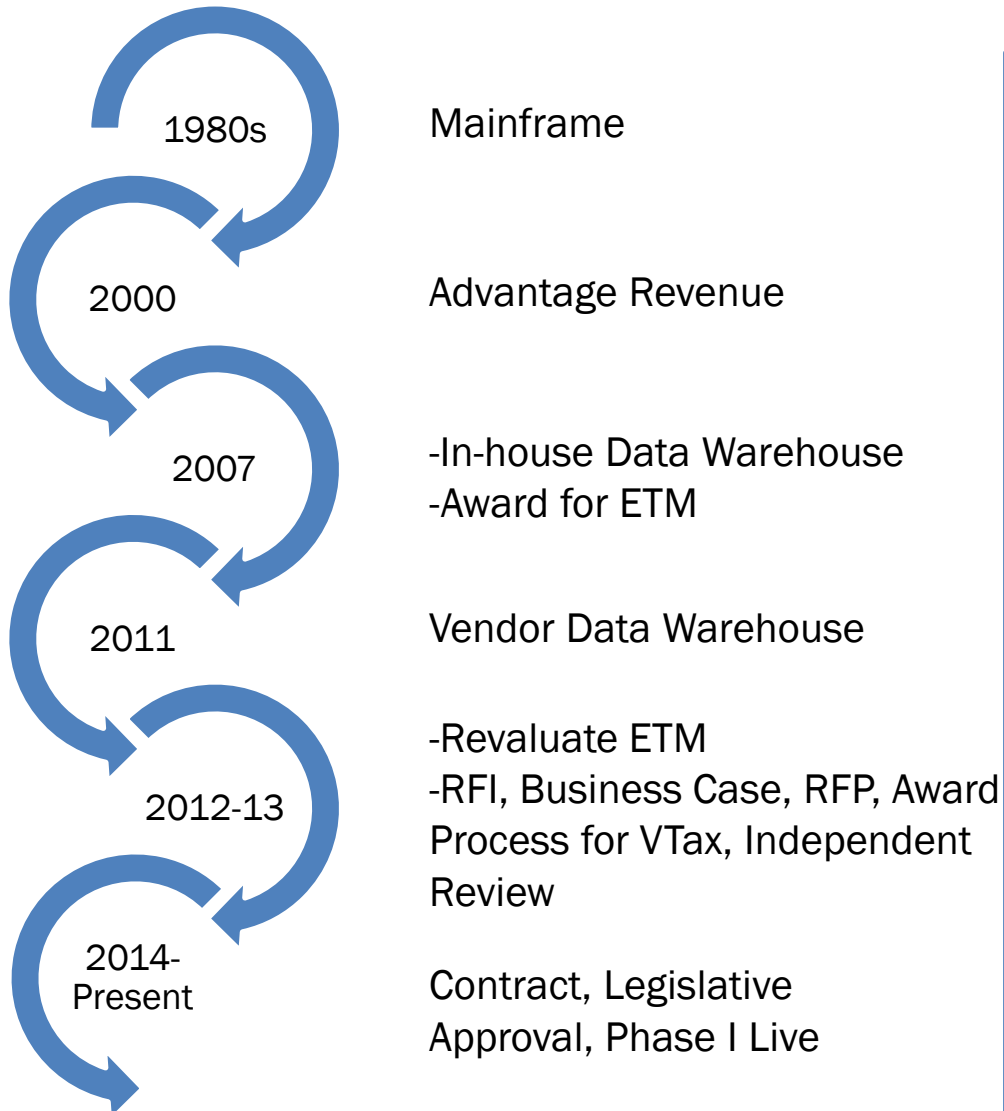 1980s
Mainframe
2000
Advantage Revenue
2007
-In-house Data Warehouse
-Award for ETM
2011
Vendor Data Warehouse
2012-13
-Revaluate ETM
-RFI, Business Case, RFP, Award
Process for VTax, Independent
Review
2014-
Present
Contract, Legislative
Approval, Phase I Live